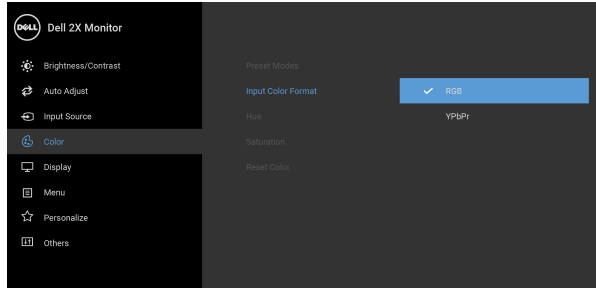 DELL
Dell 2X Monitor
Brightness/Contrast
Auto Adjust
Input Source
Color
Display
Menu
Personalize
Others
Preset Modes
Input Color Format
Hue
Saturation
Reset Color
RGB
YPbPr